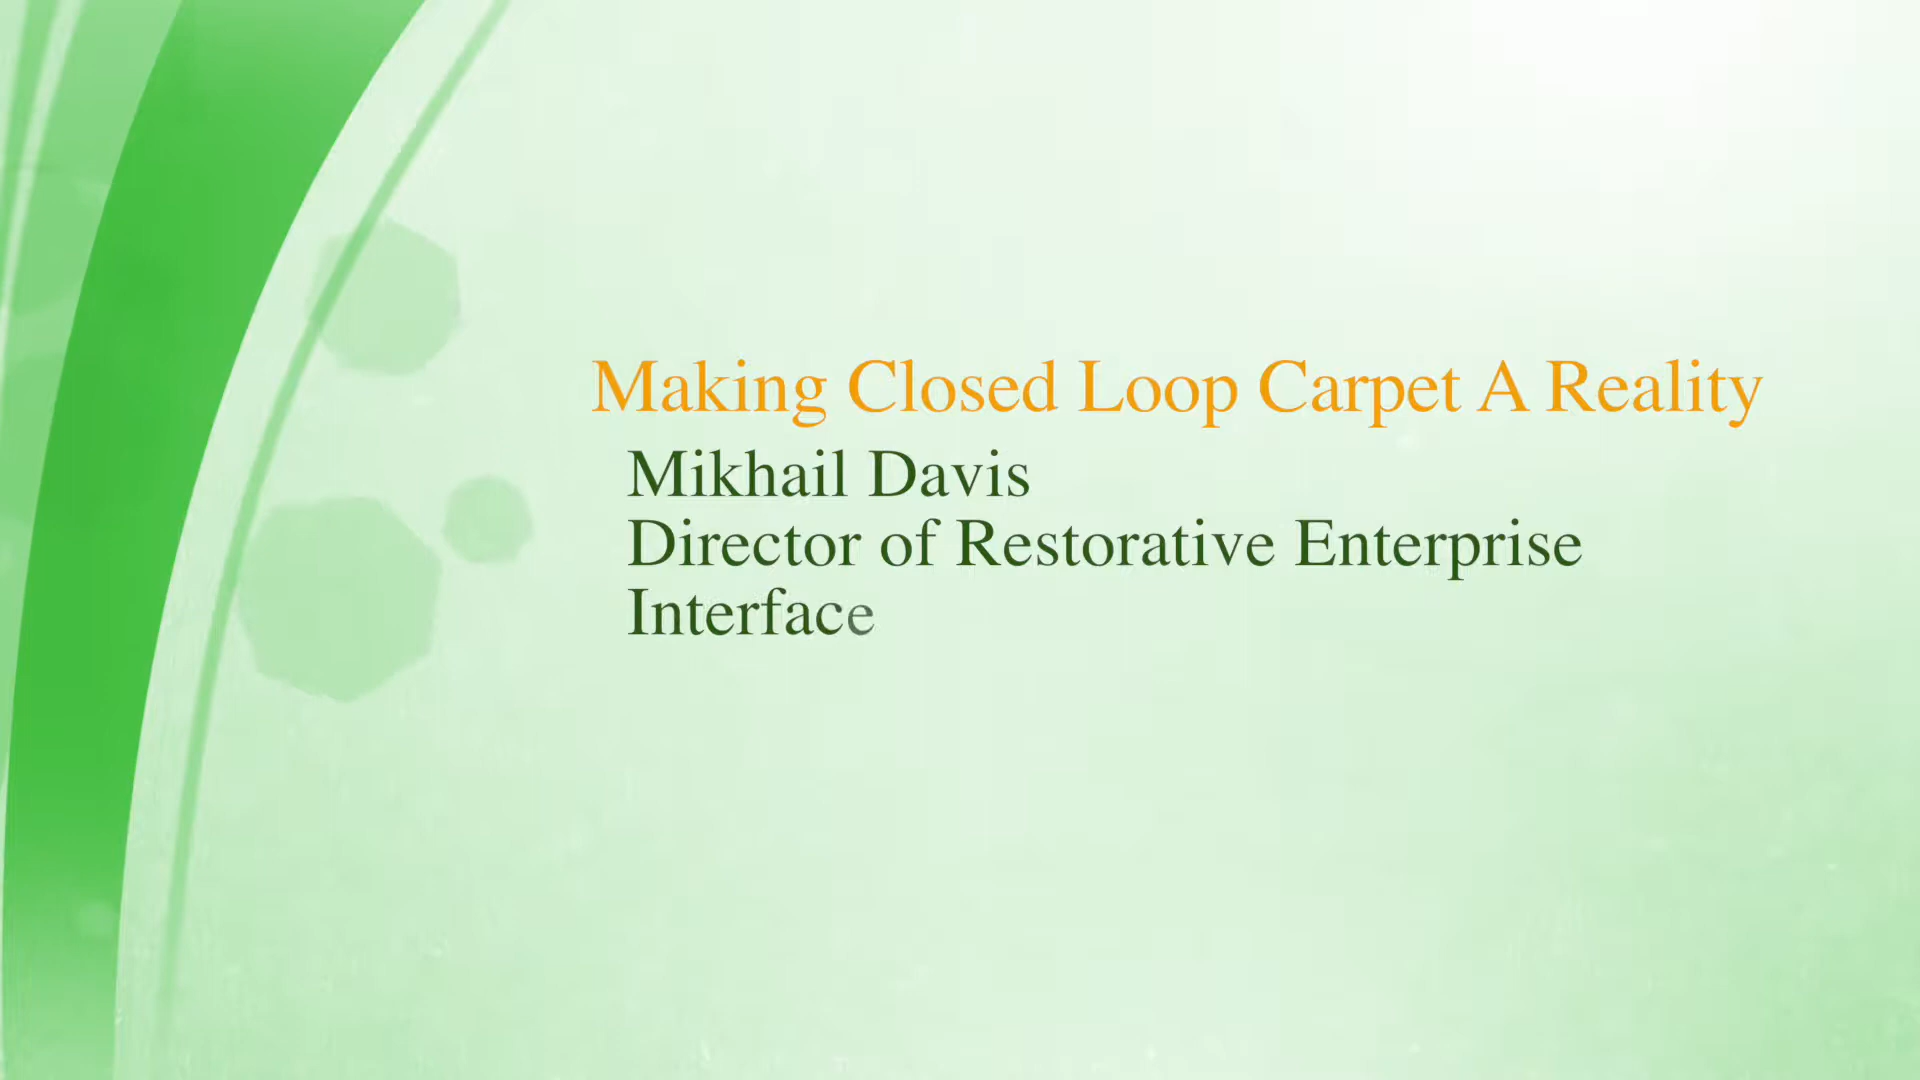 Making Closed Loop Carpet A Reality
Mikhail Davis
Director of Restorative Enterprise
Interface